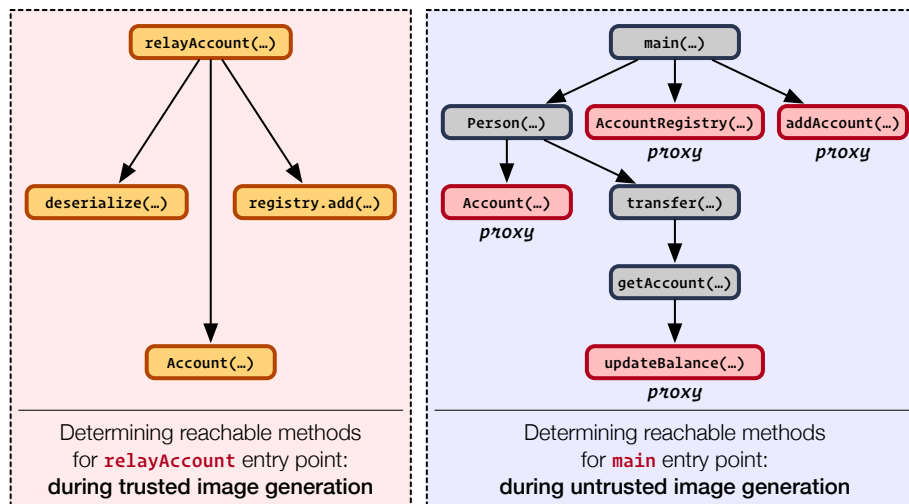 relayAccount(…)
deserialize(…)
registry.add(…)
Account(…)
Determining reachable methods
for relayAccount entry point:
during trusted image generation
main(…)
Person(…)
AccountRegistry(…)
proxy
addAccount(…)
proxy
Account(…)
proxy
transfer(…)
getAccount(…)
updateBalance(…)
proxy
Determining reachable methods
for main entry point:
during untrusted image generation